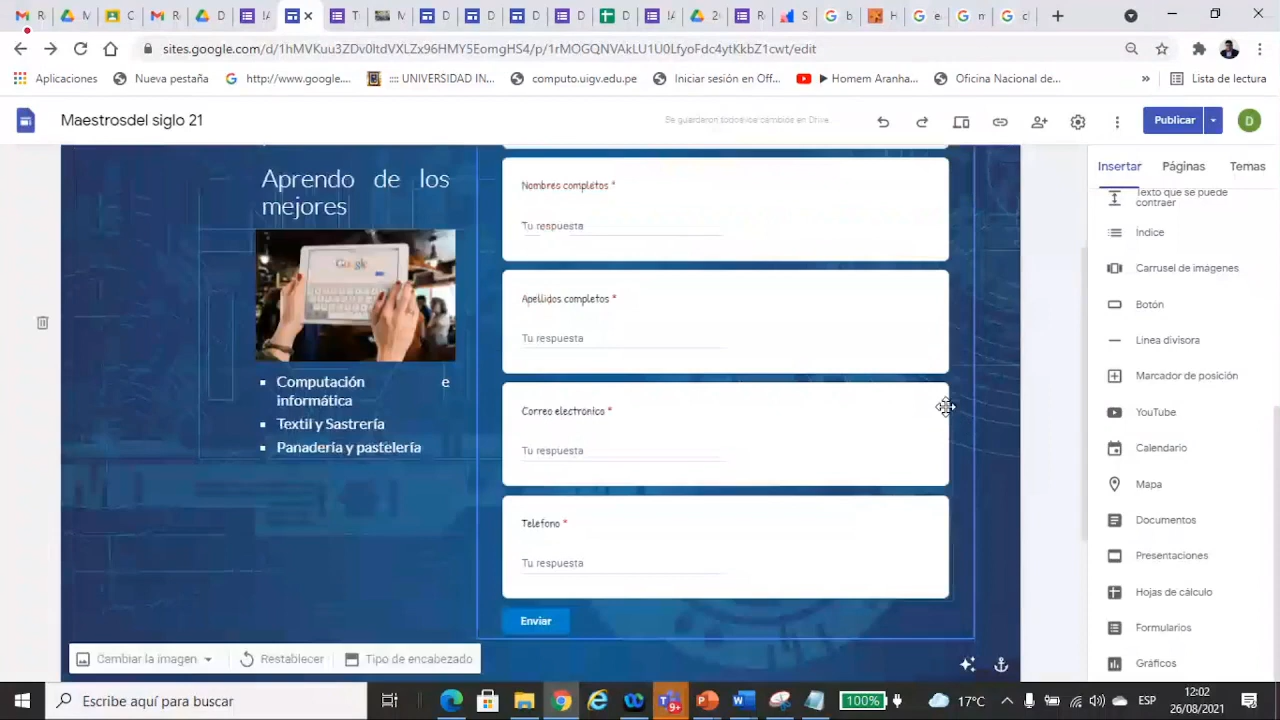 sites.google.com/d/1hMVKuu3ZDv0ltdVXLZx96HMY5EomgHS4/p/1rMOGQNVAkLU1U0LfyoFdc4ytKkbZ1cwt/edit
Aplicaciones
Nueva pestaña
http://www.google....
:::: UNIVERSIDAD IN...
computo.uigv.edu.pe
Iniciar sesión en Off...
▶ Homem Aranha...
Oficina Nacional de...
»
Lista de lectura
Maestrosdel siglo 21
Se guardaron todos los cambios en Drive.
Publicar
D
Insertar
Páginas
Temas
Aprendo de los
mejores
Google
▪ Computación e
informática
▪ Textil y Sastrería
▪ Panadería y pastelería
Nombres completos *
Tu respuesta
Apellidos completos *
Tu respuesta
Correo electronico *
Tu respuesta
Telefono *
Tu respuesta
Enviar
Cambiar la imagen
Restablecer
Tipo de encabezado
Texto que se puede
contraer
Índice
Carrusel de imágenes
Botón
Línea divisora
Marcador de posición
YouTube
Calendario
Mapa
Documentos
Presentaciones
Hojas de cálculo
Formularios
Gráficos
Escribe aquí para buscar
9+
100%
17°C
ESP
12:02
26/08/2021